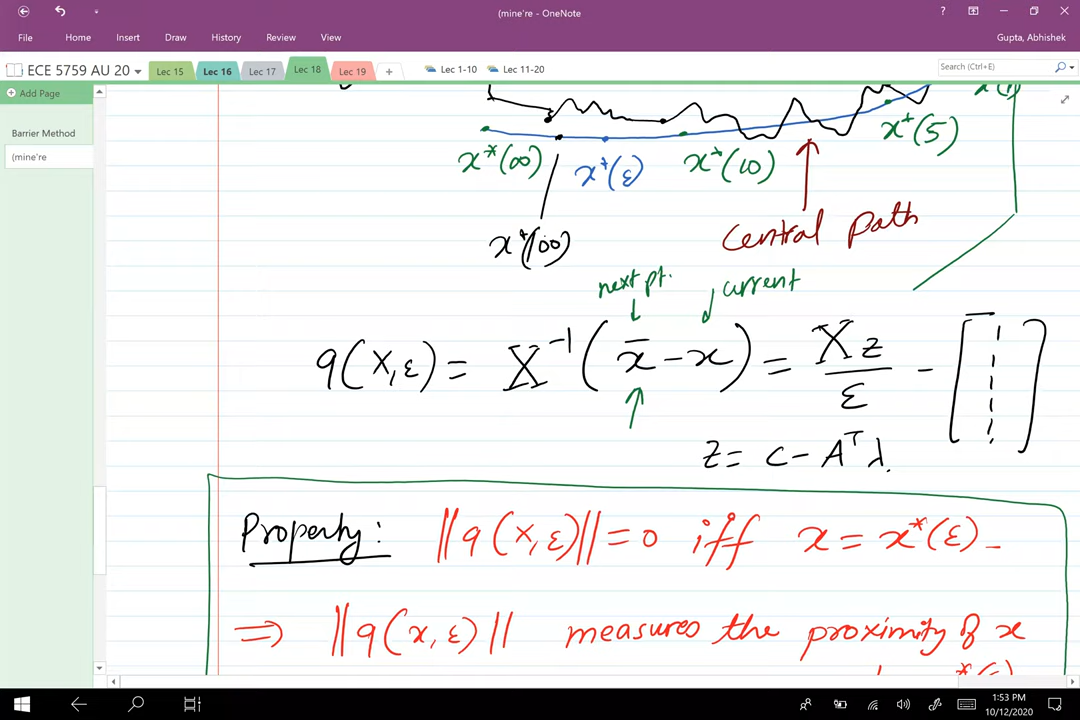 (mine're - OneNote
?
Gupta, Abhishek
File Home Insert Draw History Review View
ECE 5759 AU 20 Lec 15 Lec 16 Lec 17 Lec 18 Lec 19 + Lec 1-10 Lec 11-20 Search (Ctrl+E)
Add Page
Barrier Method
(mine're
x*(∞) x*(ε) x*(10) x*(5)
x*(100)
central path
next pt. current
q(x,ε) = X⁻¹(x̄ - x) = Xz/ε - [1 ⋮ 1]
z = c - Aᵀλ
Property: ||q(x,ε)|| = 0 iff x = x*(ε) -
⇒ ||q(x,ε)|| measures the proximity of x
1:53 PM
10/12/2020